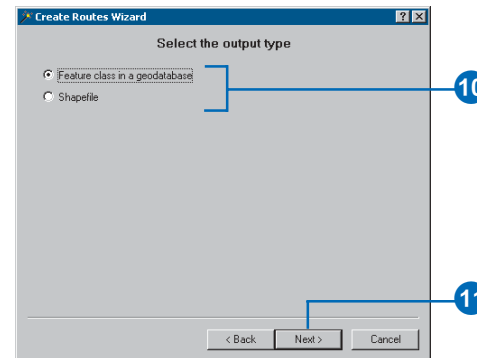 Create Routes Wizard
Select the output type
Feature class in a geodatabase
Shapefile
10
11
< Back Next > Cancel